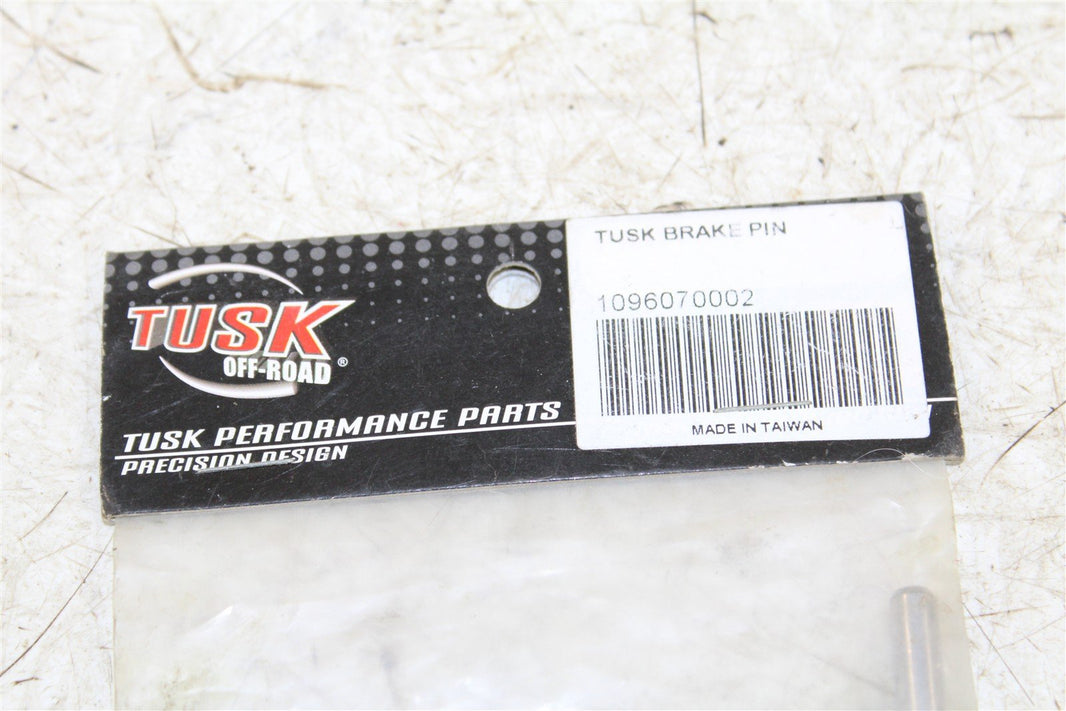 TUSK
OFF-ROAD®
TUSK PERFORMANCE PARTS
PRECISION DESIGN
TUSK BRAKE PIN
1096070002
MADE IN TAIWAN